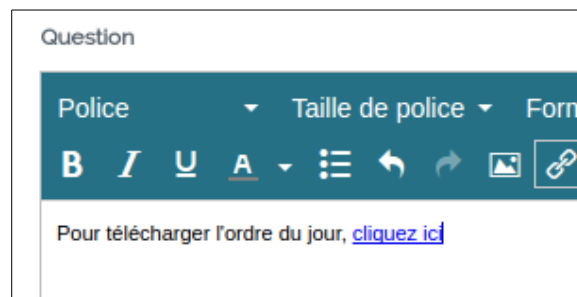 Question
Police Taille de police Form
B I U A
Pour télécharger l'ordre du jour, cliquez ici